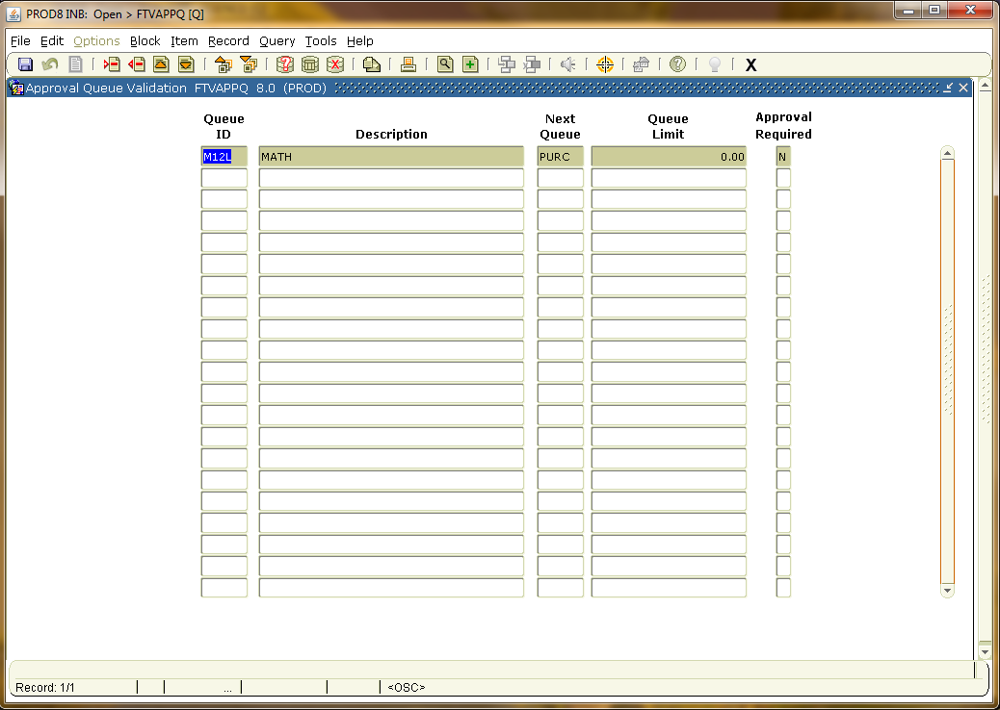 PROD8 INB: Open > FTVAPPQ [Q]
File Edit Options Block Item Record Query Tools Help
X
Approval Queue Validation FTVAPPQ 8.0 (PROD)
Queue ID Description Next Queue Queue Limit Approval Required
M12L MATH PURC 0.00 N
Record: 1/1 ... <OSC>